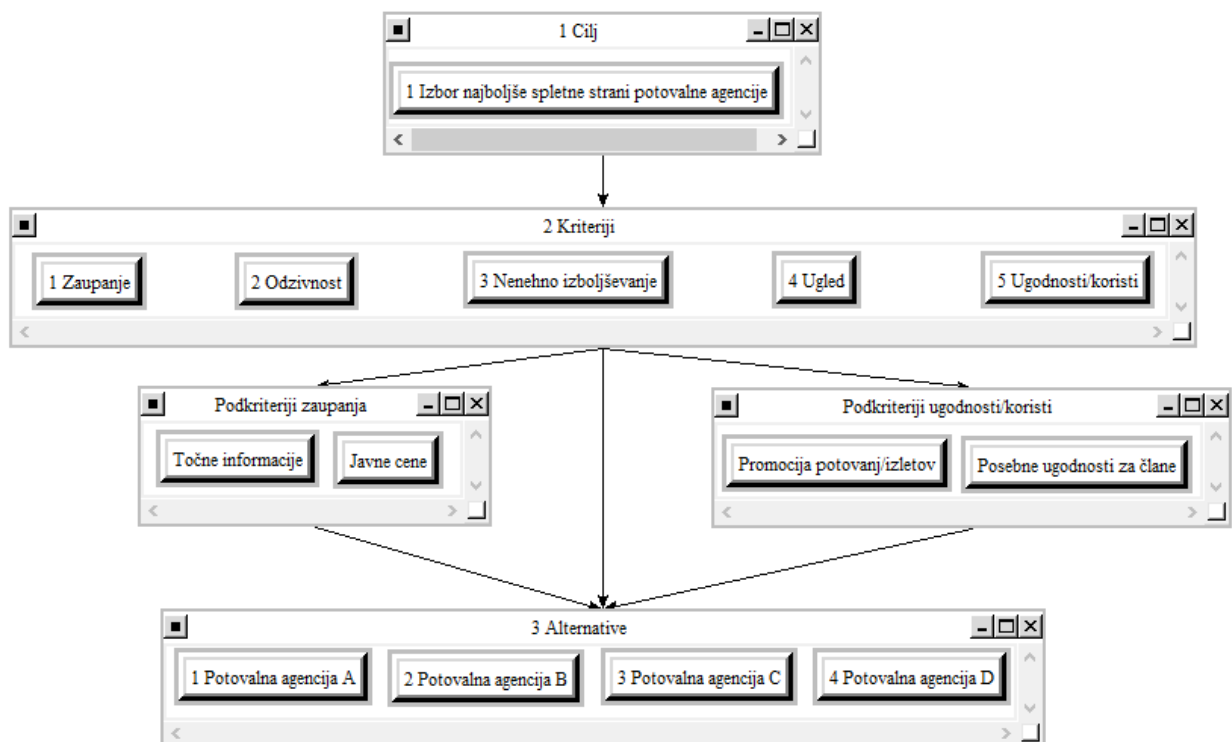 1 Cilj
1 Izbor najboljše spletne strani potovalne agencije
2 Kriteriji
1 Zaupanje
2 Odzivnost
3 Nenehno izboljševanje
4 Ugled
5 Ugodnosti/koristi
Podkriteriji zaupanja
Točne informacije
Javne cene
Podkriteriji ugodnosti/koristi
Promocija potovanj/izletov
Posebne ugodnosti za člane
3 Alternative
1 Potovalna agencija A
2 Potovalna agencija B
3 Potovalna agencija C
4 Potovalna agencija D